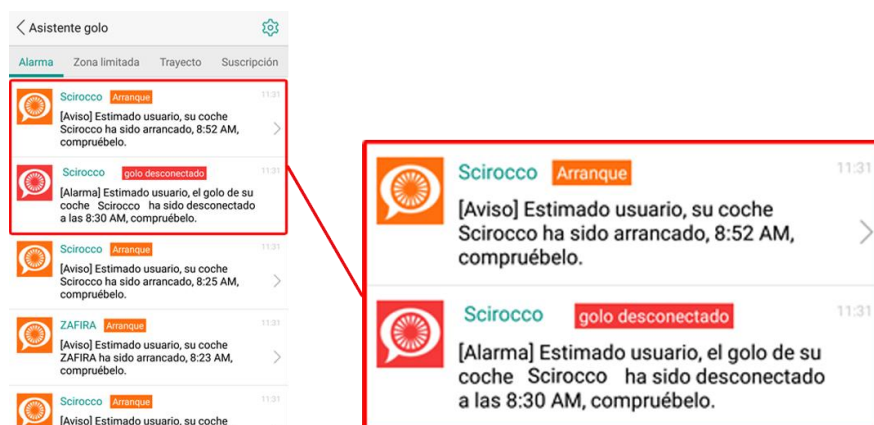 Asistente golo
Alarma Zona limitada Trayecto Suscripción
Scirocco Arranque 11:31
[Aviso] Estimado usuario, su coche
Scirocco ha sido arrancado, 8:52 AM,
compruébelo.
Scirocco golo desconectado 11:31
[Alarma] Estimado usuario, el golo de su
coche Scirocco ha sido desconectado
a las 8:30 AM, compruébelo.
Scirocco Arranque 11:31
[Aviso] Estimado usuario, su coche
Scirocco ha sido arrancado, 8:25 AM,
compruébelo.
ZAFIRA Arranque 11:31
[Aviso] Estimado usuario, su coche
ZAFIRA ha sido arrancado, 8:23 AM,
compruébelo.
Scirocco Arranque 11:31
[Aviso] Estimado usuario, su coche
Scirocco Arranque 11:31
[Aviso] Estimado usuario, su coche
Scirocco ha sido arrancado, 8:52 AM,
compruébelo.
Scirocco golo desconectado 11:31
[Alarma] Estimado usuario, el golo de su
coche Scirocco ha sido desconectado
a las 8:30 AM, compruébelo.